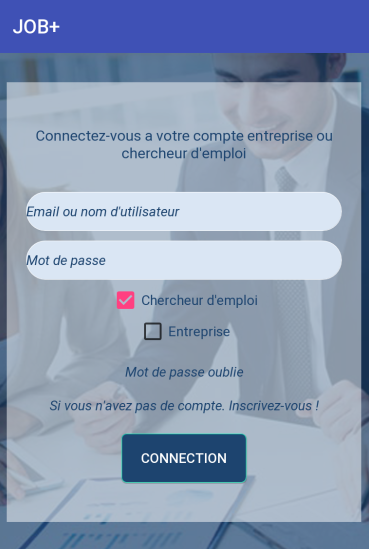 JOB+
Connectez-vous a votre compte entreprise ou
chercheur d'emploi
Email ou nom d'utilisateur
Mot de passe
Chercheur d'emploi
Entreprise
Mot de passe oublie
Si vous n'avez pas de compte. Inscrivez-vous !
CONNECTION